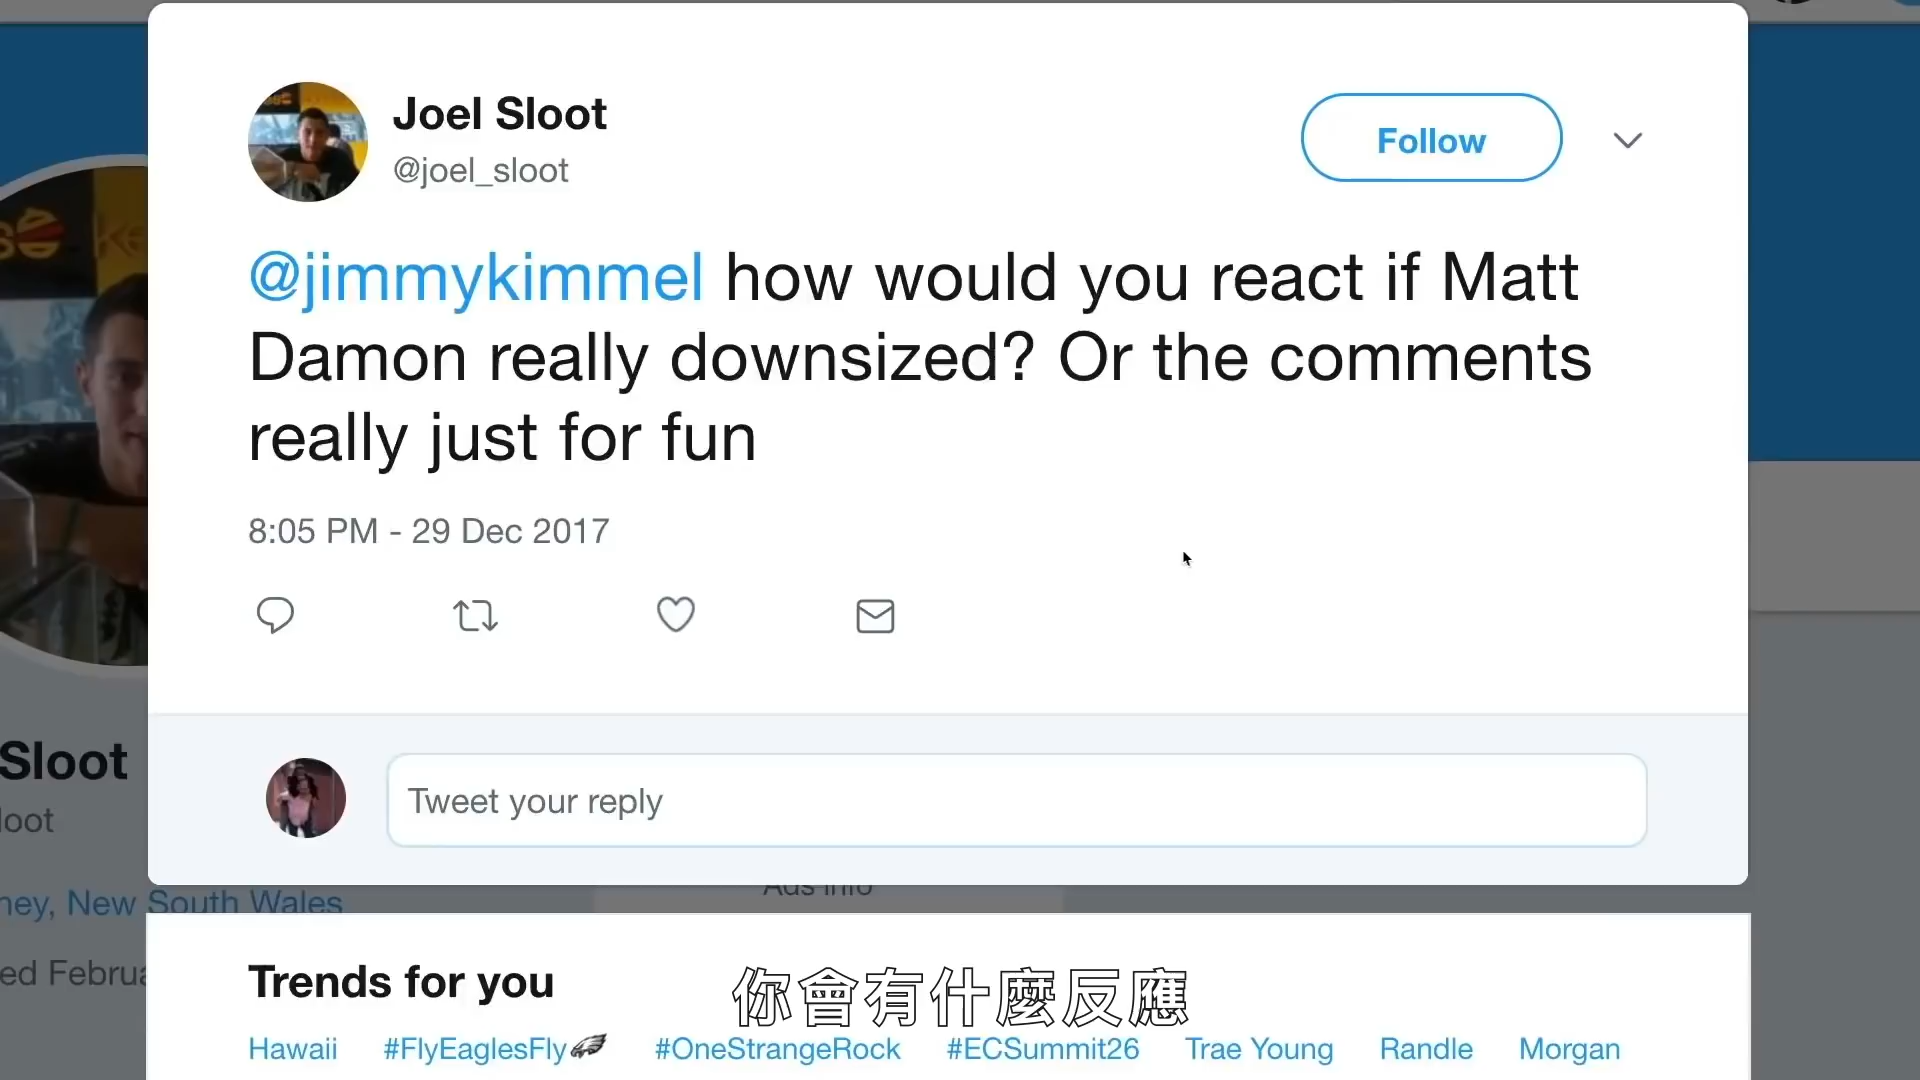 Joel Sloot
@joel_sloot
Follow
@jimmykimmel how would you react if Matt
Damon really downsized? Or the comments
really just for fun
8:05 PM - 29 Dec 2017
Sloot
loot
Tweet your reply
ney, New South Wales
Ads info
ed Februa
Trends for you
你會有什麼反應
Hawaii #FlyEaglesFly #OneStrangeRock #ECSummit26 Trae Young Randle Morgan